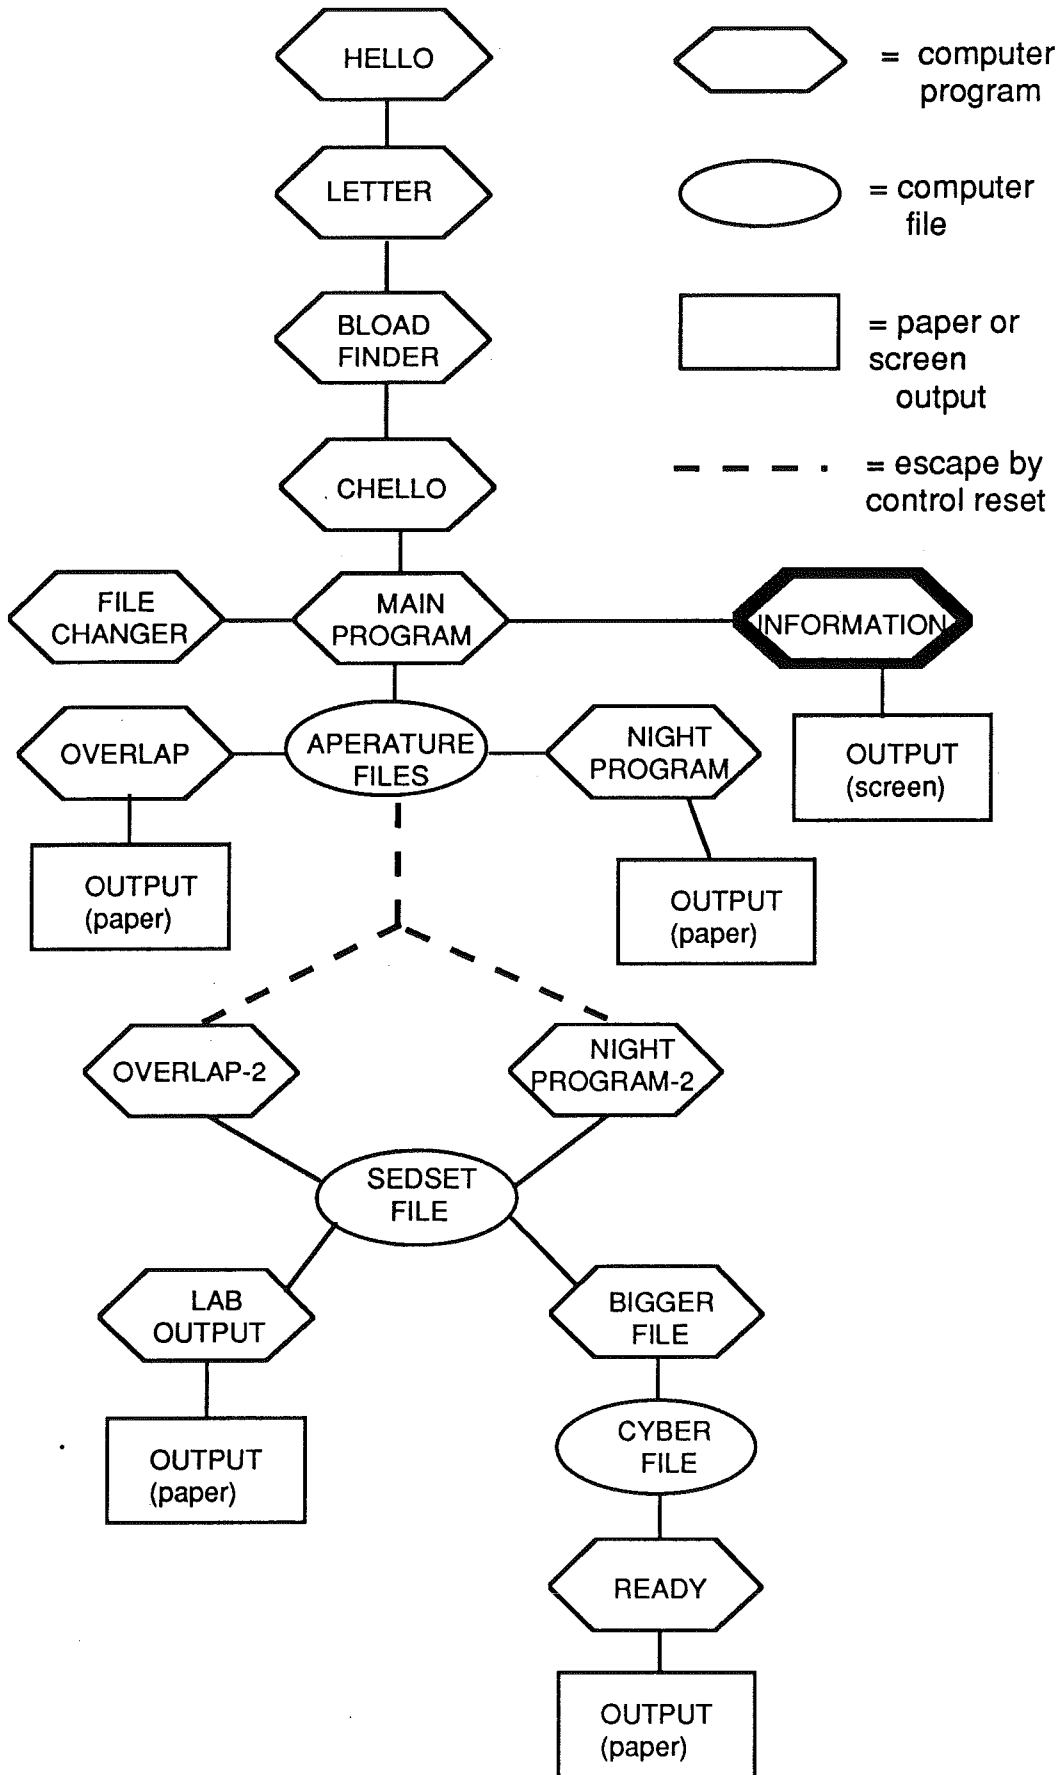 HELLO
= computer
program
LETTER
= computer
file
BLOAD
FINDER
= paper or
screen
output
CHELLO
= escape by
control reset
FILE
CHANGER
MAIN
PROGRAM
INFORMATION
OVERLAP
APERATURE
FILES
NIGHT
PROGRAM
OUTPUT
(screen)
OUTPUT
(paper)
OUTPUT
(paper)
OVERLAP-2
NIGHT
PROGRAM-2
SEDSET
FILE
LAB
OUTPUT
BIGGER
FILE
OUTPUT
(paper)
CYBER
FILE
READY
OUTPUT
(paper)